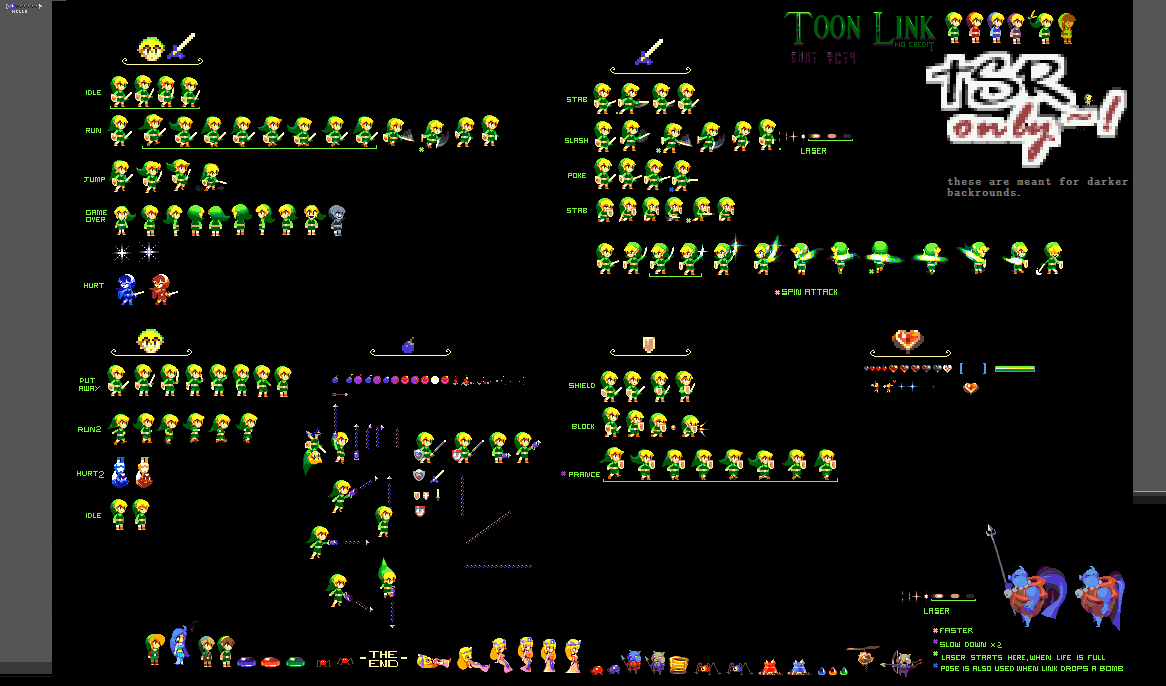 HELLO
TOON LINK
NO CREDIT
TSR
only~!
these are meant for darker
backrounds.
IDLE
RUN
JUMP
GAME
OVER
HURT
STAB
SLASH
LASER
POKE
STAB
*SPIN ATTACK
PUT
AWAY
RUN2
HURT2
IDLE
SHIELD
BLOCK
*PRANCE
LASER
*FASTER
*SLOW DOWN x2
* LASER STARTS HERE,WHEN LIFE IS FULL
* POSE IS ALSO USED WHEN LINK DROPS A BOMB
-THE
END-